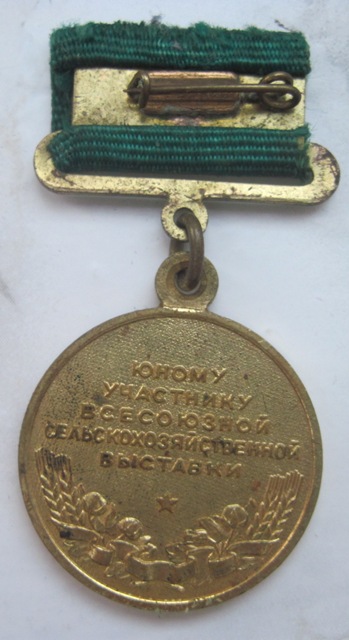 ЮНОМУ
УЧАСТНИКУ
ВСЕСОЮЗНОЙ
СЕЛЬСКОХОЗЯЙСТВЕННОЙ
ВЫСТАВКИ